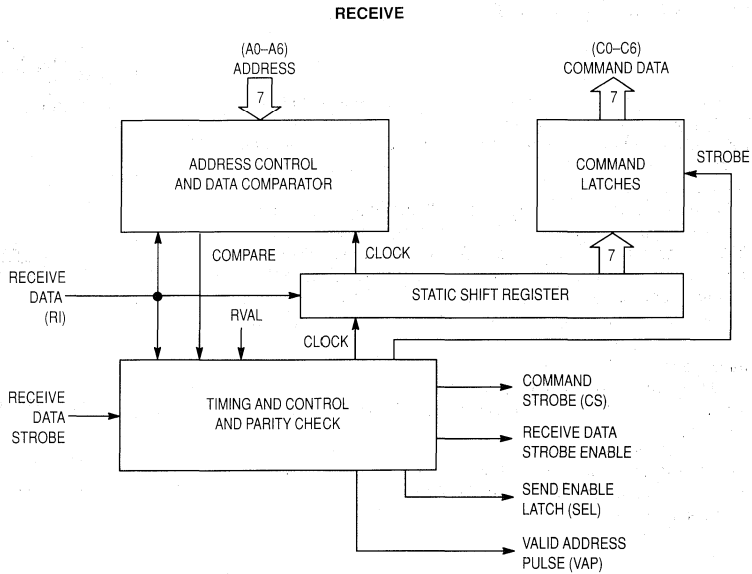 RECEIVE
(A0–A6)
ADDRESS
7
(C0–C6)
COMMAND DATA
7
ADDRESS CONTROL
AND DATA COMPARATOR
COMMAND
LATCHES
STROBE
COMPARE
CLOCK
7
RECEIVE
DATA
(RI)
STATIC SHIFT REGISTER
RVAL
CLOCK
RECEIVE
DATA
STROBE
TIMING AND CONTROL
AND PARITY CHECK
COMMAND
STROBE (CS)
RECEIVE DATA
STROBE ENABLE
SEND ENABLE
LATCH (SEL)
VALID ADDRESS
PULSE (VAP)